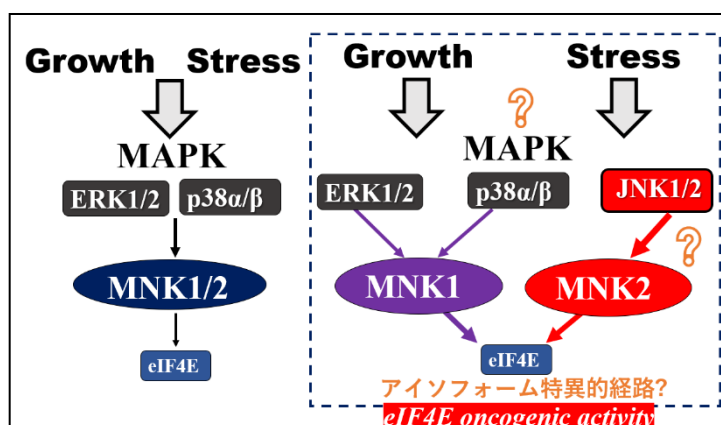 Growth Stress
MAPK
ERK1/2 p38α/β
MNK1/2
eIF4E
Growth Stress
?
MAPK
ERK1/2 p38α/β JNK1/2
?
MNK1 MNK2
eIF4E
アイソフォーム特異的経路?
eIF4E oncogenic activity